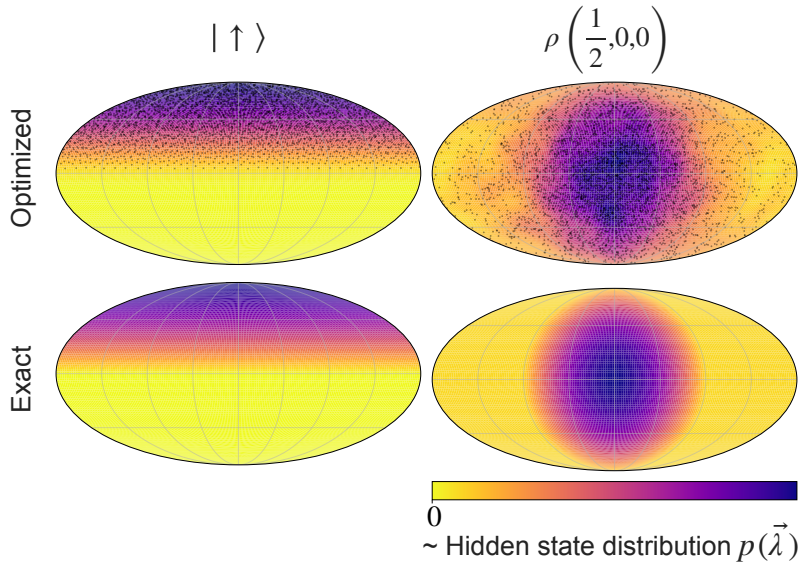 | ↑ ⟩
ρ(1/2,0,0)
Optimized
Exact
0
~ Hidden state distribution p(λ⃗)